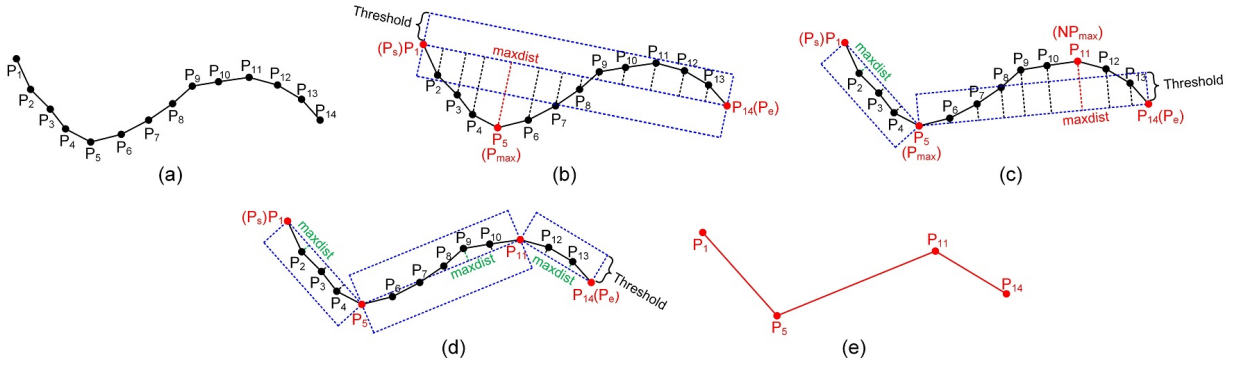 P1
P2
P3
P4
P5
P6
P7
P8
P9
P10
P11
P12
P13
P14
(a)
Threshold
(Ps)P1
maxdist
P2
P3
P4
P5
(Pmax)
P6
P7
P8
P9
P10
P11
P12
P13
P14(Pe)
(b)
(Ps)P1
maxdist
P2
P3
P4
P5
(Pmax)
P6
P7
P8
P9
P10
(NPmax)
P11
P12
P13
Threshold
maxdist
P14(Pe)
(c)
(Ps)P1
maxdist
P2
P3
P4
P5
P6
P7
P8
P9
P10
maxdist
P11
P12
P13
maxdist
Threshold
P14(Pe)
(d)
P1
P5
P11
P14
(e)